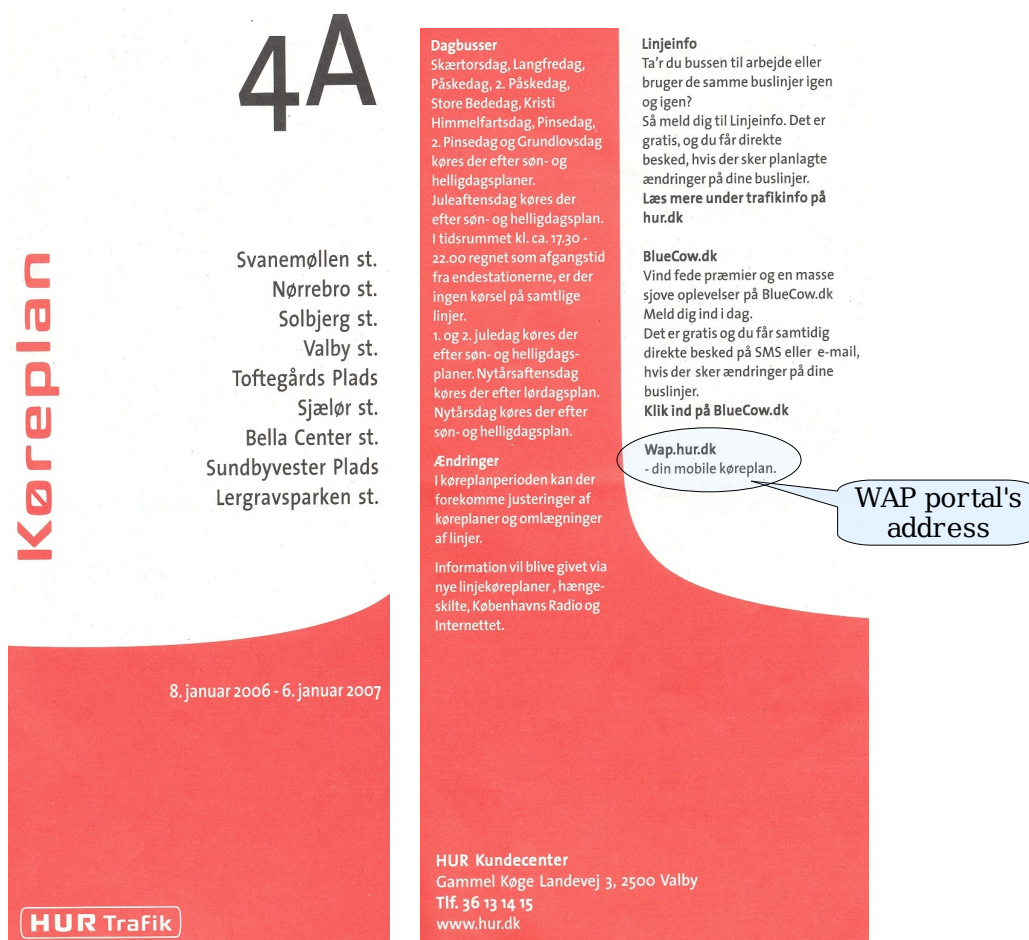 4A
Køreplan
Svanemøllen st.
Nørrebro st.
Solbjerg st.
Valby st.
Toftegårds Plads
Sjælør st.
Bella Center st.
Sundbyvester Plads
Lergravsparken st.
8. januar 2006 - 6. januar 2007
HUR Trafik
Dagbusser
Skærtorsdag, Langfredag,
Påskedag, 2. Påskedag,
Store Bededag, Kristi
Himmelfartsdag, Pinsedag,
2. Pinsedag og Grundlovsdag
køres der efter søn- og
helligdagsplaner.
Juleaftensdag køres der
efter søn- og helligdagsplan.
I tidsrummet kl. ca. 17.30 -
22.00 regnet som afgangstid
fra endestationerne, er der
ingen kørsel på samtlige
linjer.
1. og 2. juledag køres der
efter søn- og helligdags-
planer. Nytårsaftensdag
køres der efter lørdagsplan.
Nytårsdag køres der efter
søn- og helligdagsplan.
Ændringer
I køreplanperioden kan der
forekomme justeringer af
køreplaner og omlægninger
af linjer.
Information vil blive givet via
nye linjekøreplaner , hænge-
skilte, Københavns Radio og
Internettet.
HUR Kundecenter
Gammel Køge Landevej 3, 2500 Valby
Tlf. 36 13 14 15
www.hur.dk
Linjeinfo
Ta'r du bussen til arbejde eller
bruger de samme buslinjer igen
og igen?
Så meld dig til Linjeinfo. Det er
gratis, og du får direkte
besked, hvis der sker planlagte
ændringer på dine buslinjer.
Læs mere under trafikinfo på
hur.dk
BlueCow.dk
Vind fede præmier og en masse
sjove oplevelser på BlueCow.dk
Meld dig ind i dag.
Det er gratis og du får samtidig
direkte besked på SMS eller e-mail,
hvis der sker ændringer på dine
buslinjer.
Klik ind på BlueCow.dk
Wap.hur.dk
- din mobile køreplan.
WAP portal's
address